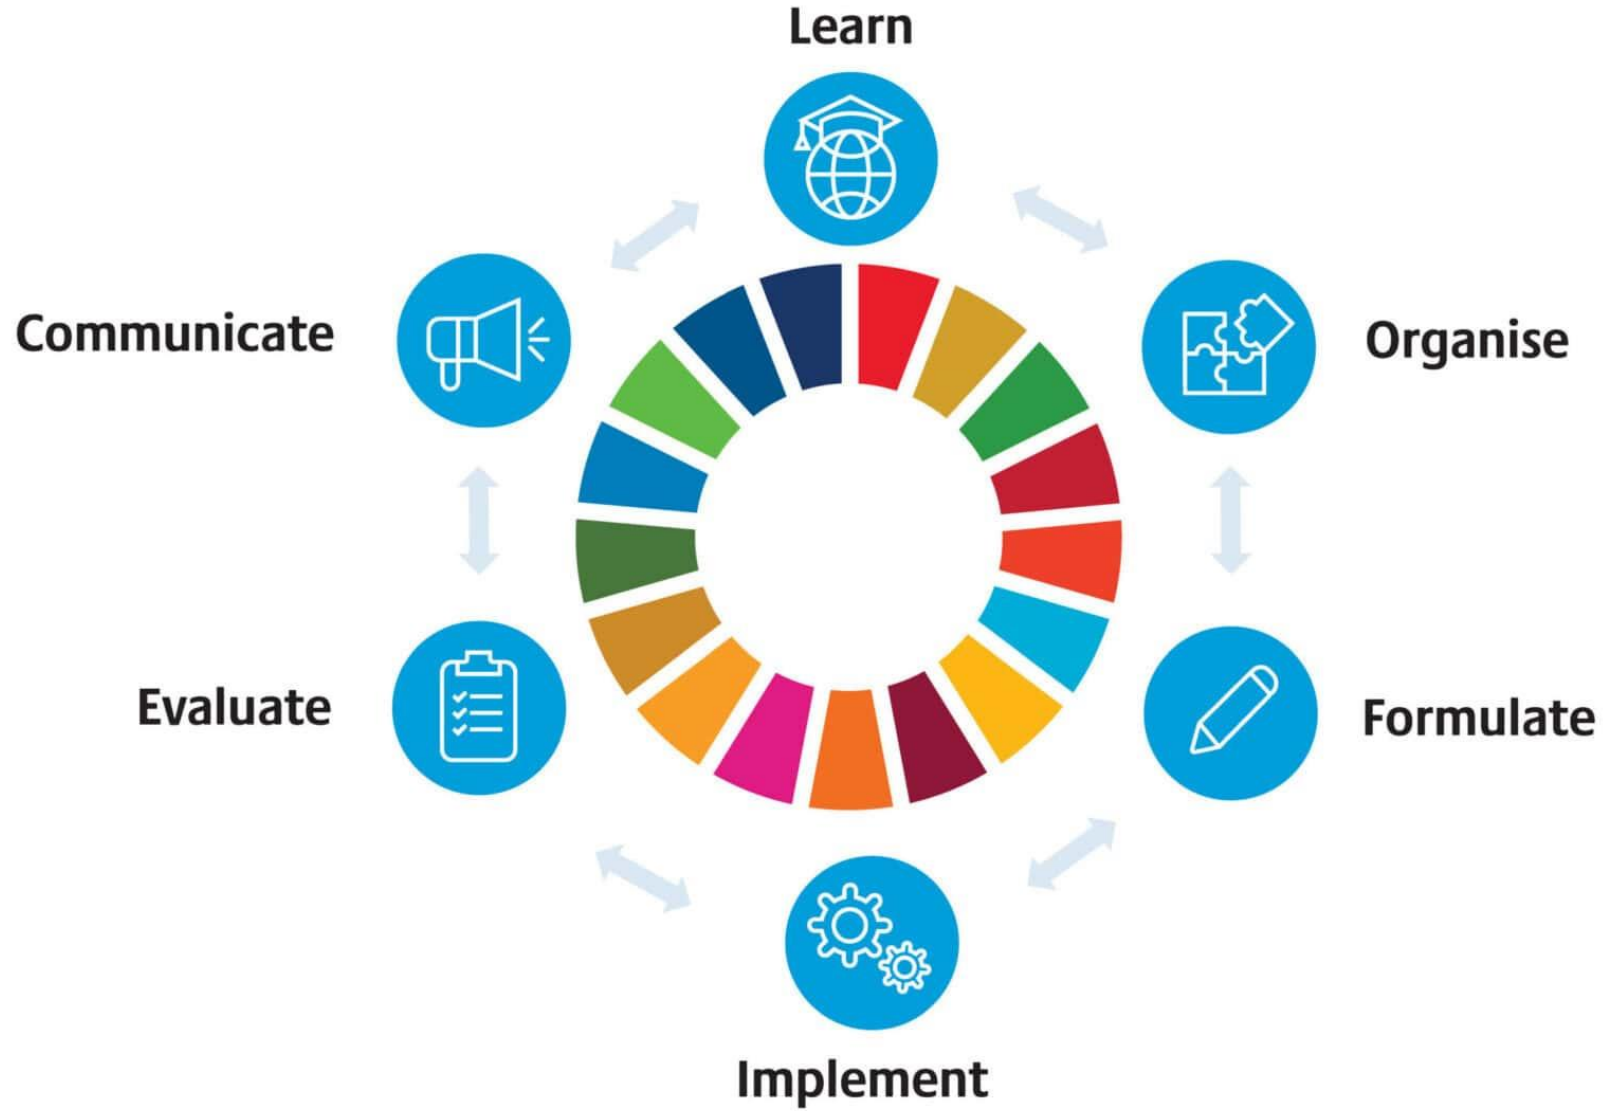 Learn
Organise
Formulate
Implement
Evaluate
Communicate